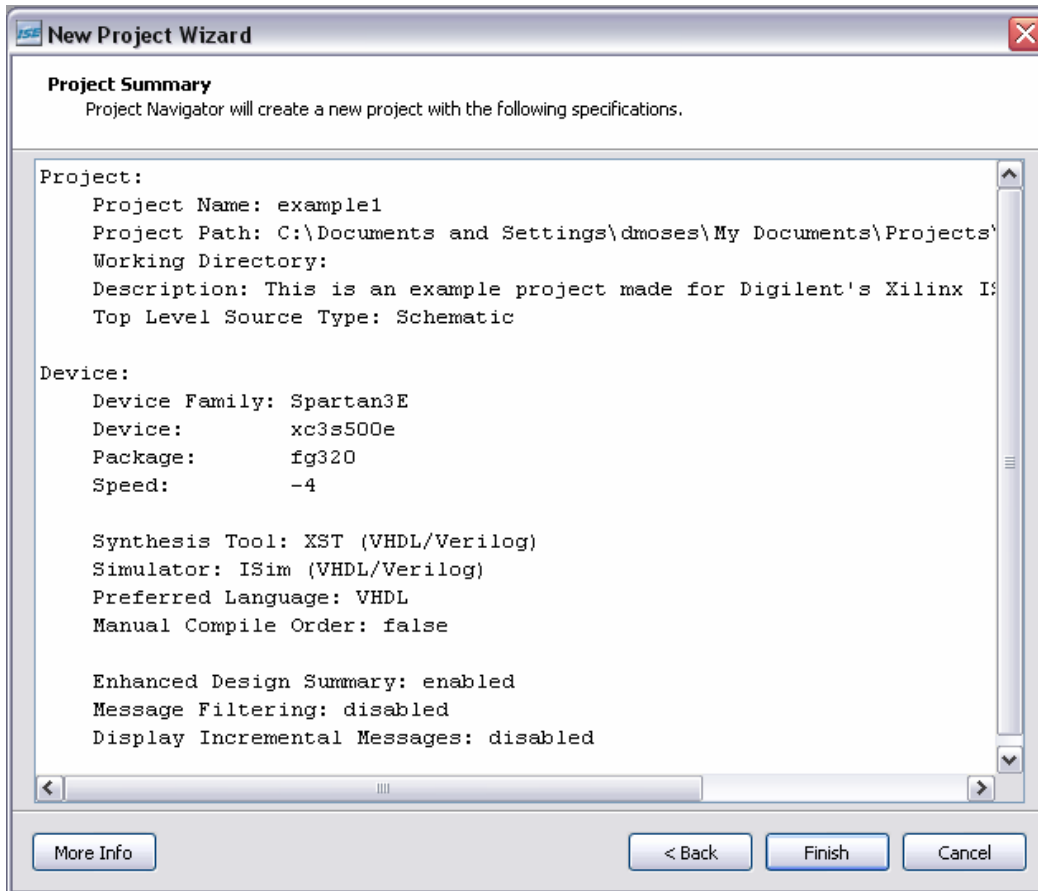 ISE New Project Wizard
Project Summary
Project Navigator will create a new project with the following specifications.
Project:
Project Name: example1
Project Path: C:\Documents and Settings\dmoses\My Documents\Projects\
Working Directory:
Description: This is an example project made for Digilent's Xilinx IS
Top Level Source Type: Schematic
Device:
Device Family: Spartan3E
Device: xc3s500e
Package: fg320
Speed: -4
Synthesis Tool: XST (VHDL/Verilog)
Simulator: ISim (VHDL/Verilog)
Preferred Language: VHDL
Manual Compile Order: false
Enhanced Design Summary: enabled
Message Filtering: disabled
Display Incremental Messages: disabled
More Info < Back Finish Cancel